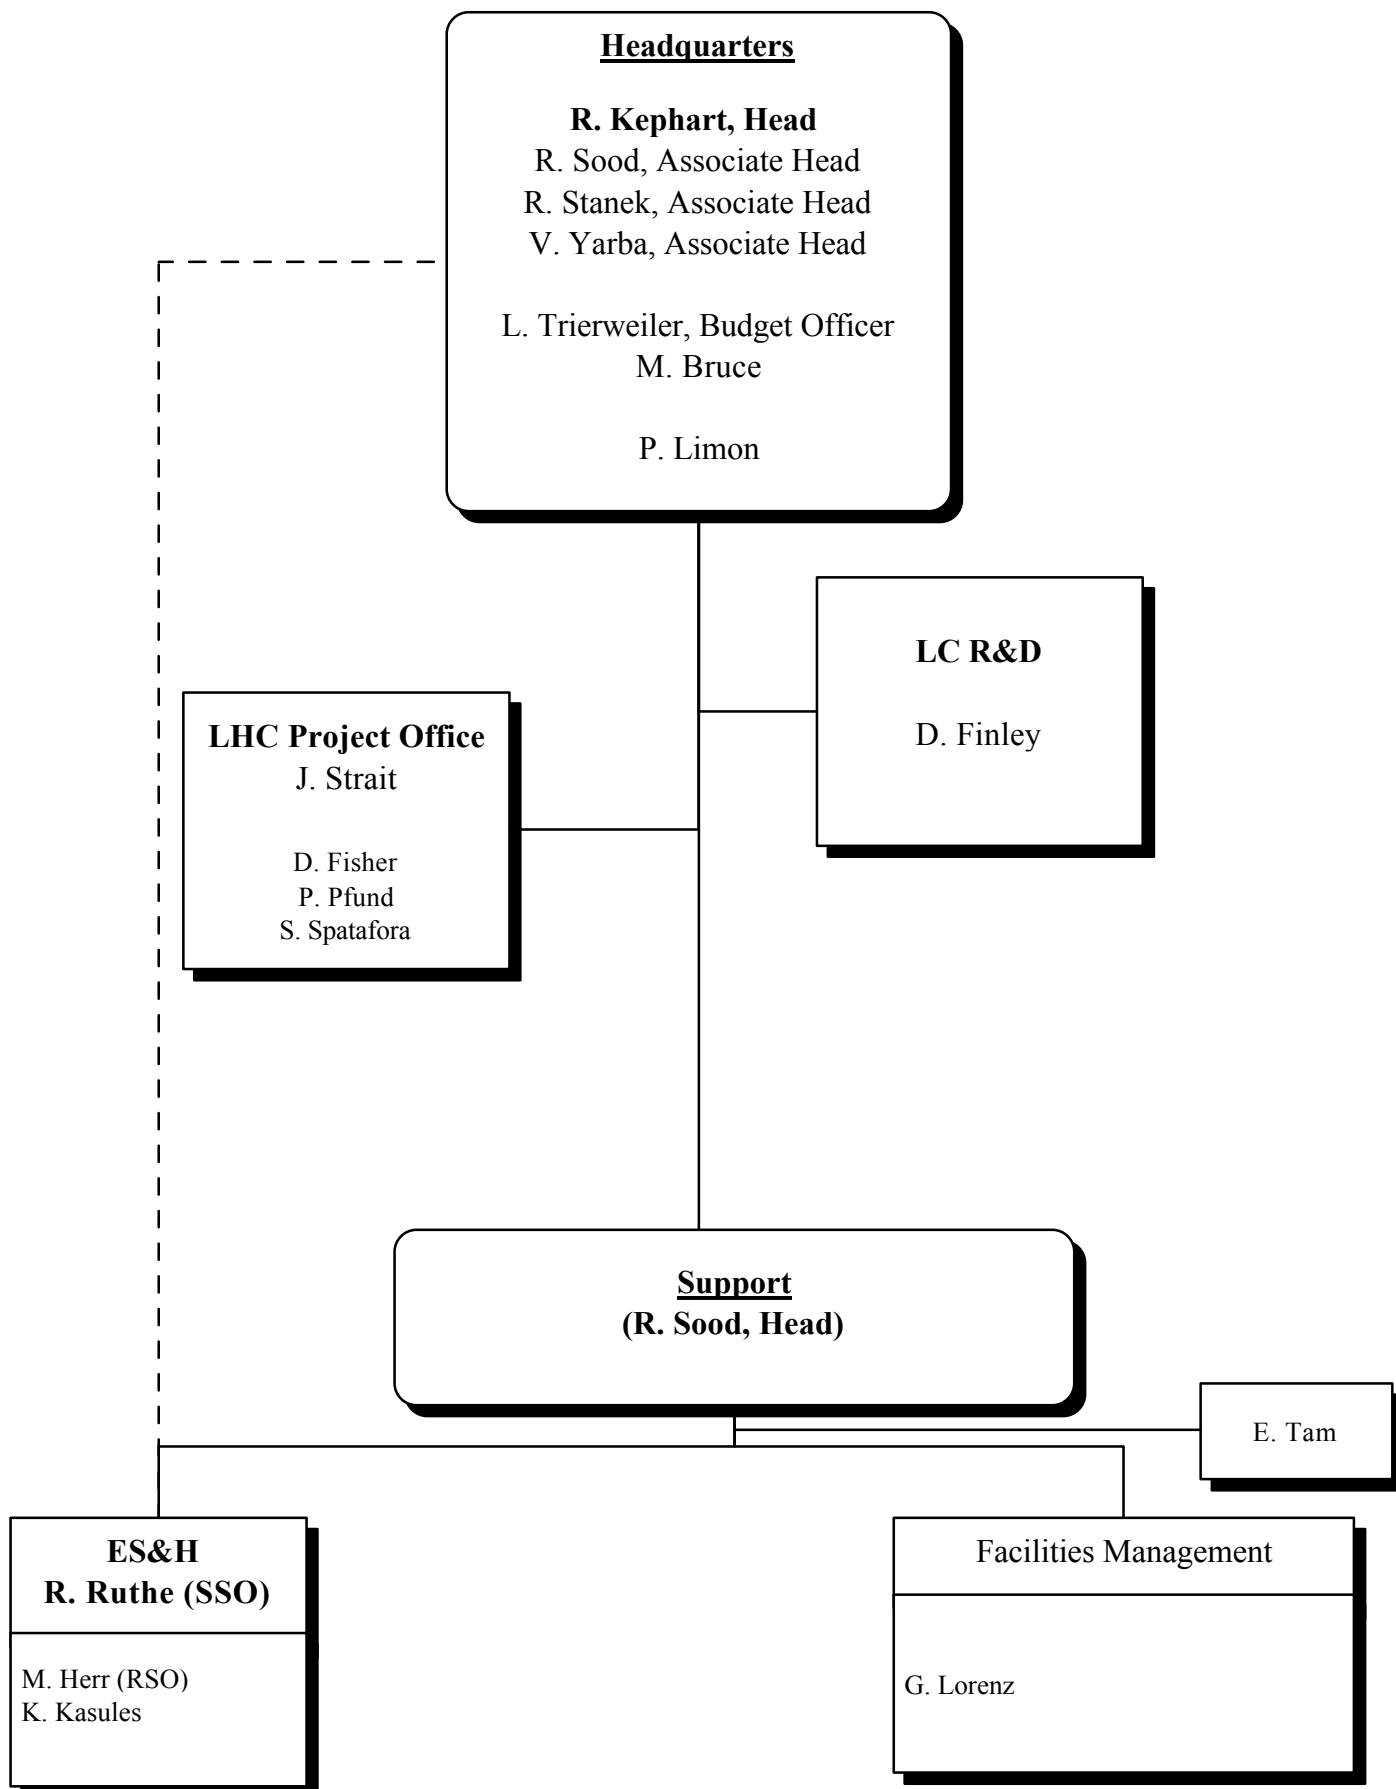 Headquarters
R. Kephart, Head
R. Sood, Associate Head
R. Stanek, Associate Head
V. Yarba, Associate Head
L. Trierweiler, Budget Officer
M. Bruce
P. Limon
LC R&D
D. Finley
LHC Project Office
J. Strait
D. Fisher
P. Pfund
S. Spatafora
Support
(R. Sood, Head)
E. Tam
ES&H
R. Ruthe (SSO)
M. Herr (RSO)
K. Kasules
Facilities Management
G. Lorenz